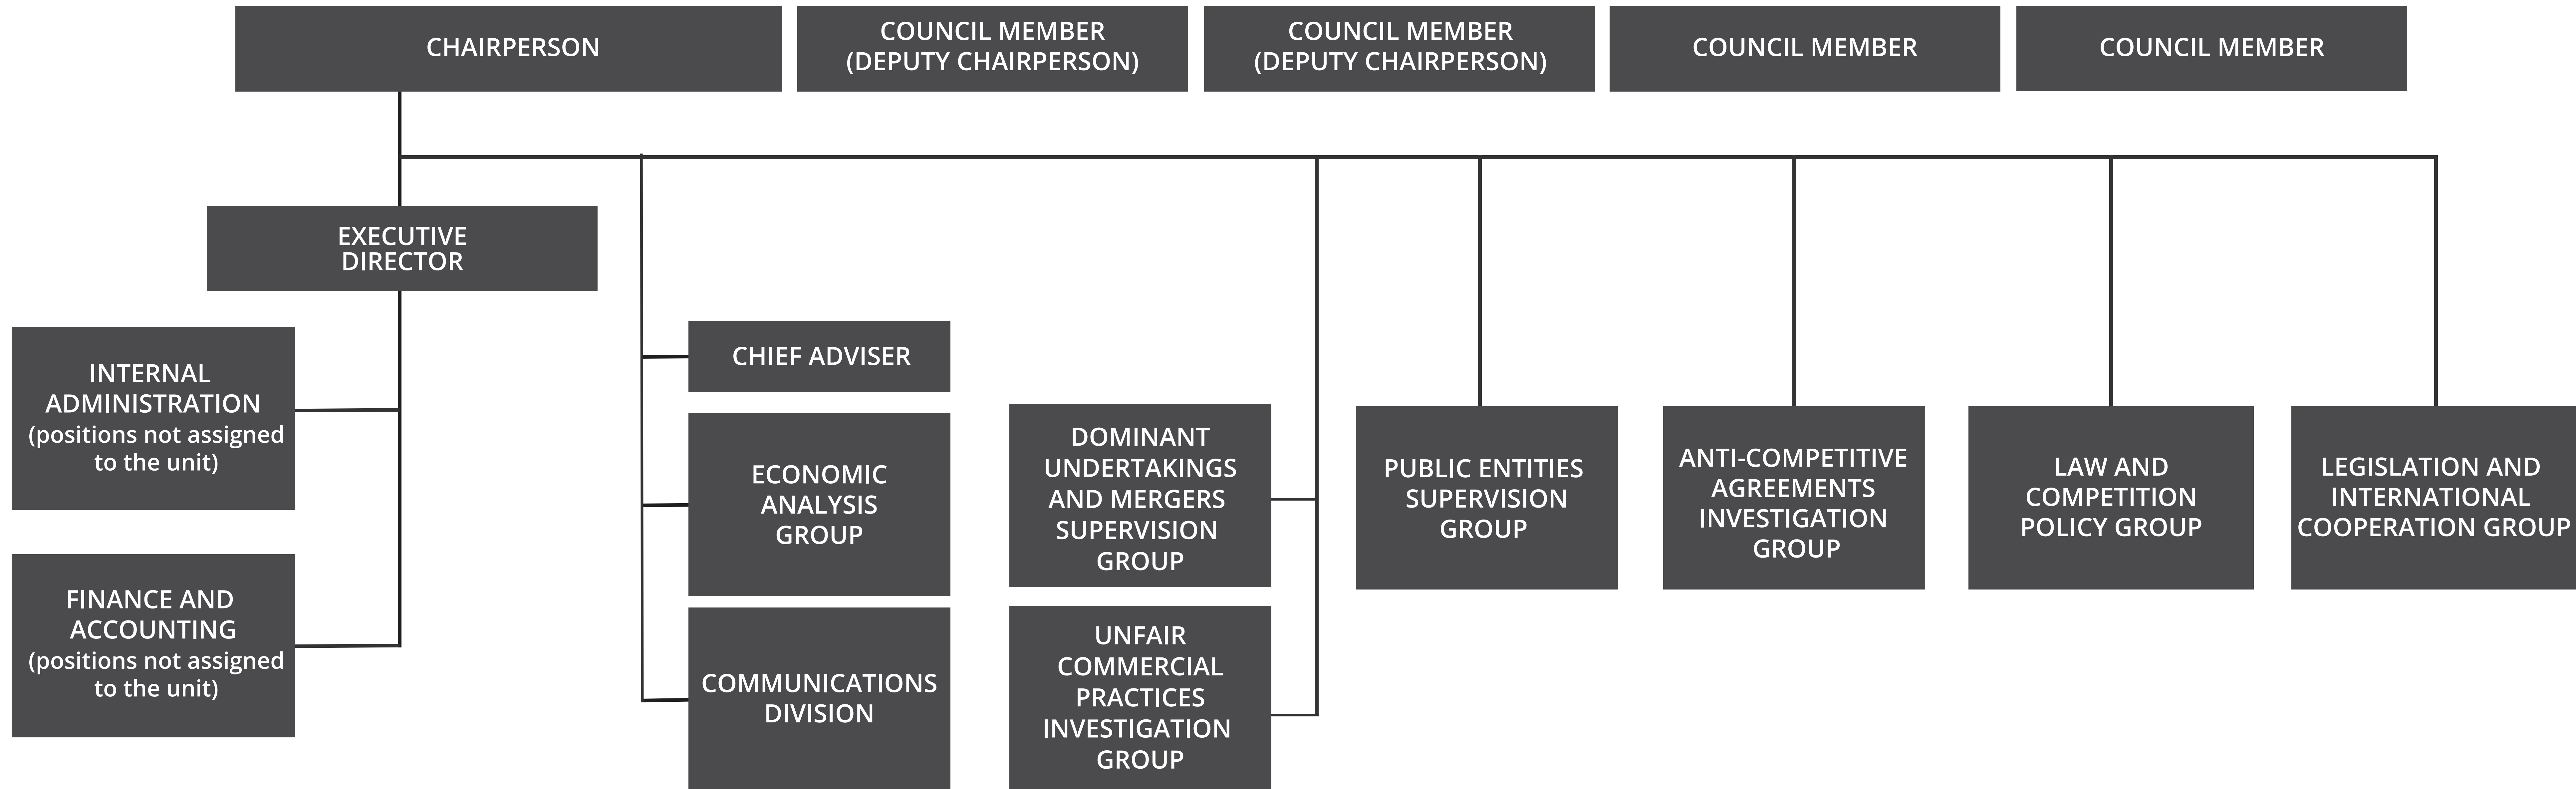 CHAIRPERSON
COUNCIL MEMBER
(DEPUTY CHAIRPERSON)
COUNCIL MEMBER
(DEPUTY CHAIRPERSON)
COUNCIL MEMBER
COUNCIL MEMBER
EXECUTIVE
DIRECTOR
INTERNAL
ADMINISTRATION
(positions not assigned
to the unit)
FINANCE AND
ACCOUNTING
(positions not assigned
to the unit)
CHIEF ADVISER
ECONOMIC
ANALYSIS
GROUP
COMMUNICATIONS
DIVISION
DOMINANT
UNDERTAKINGS
AND MERGERS
SUPERVISION
GROUP
UNFAIR
COMMERCIAL
PRACTICES
INVESTIGATION
GROUP
PUBLIC ENTITIES
SUPERVISION
GROUP
ANTI-COMPETITIVE
AGREEMENTS
INVESTIGATION
GROUP
LAW AND
COMPETITION
POLICY GROUP
LEGISLATION AND
INTERNATIONAL
COOPERATION GROUP